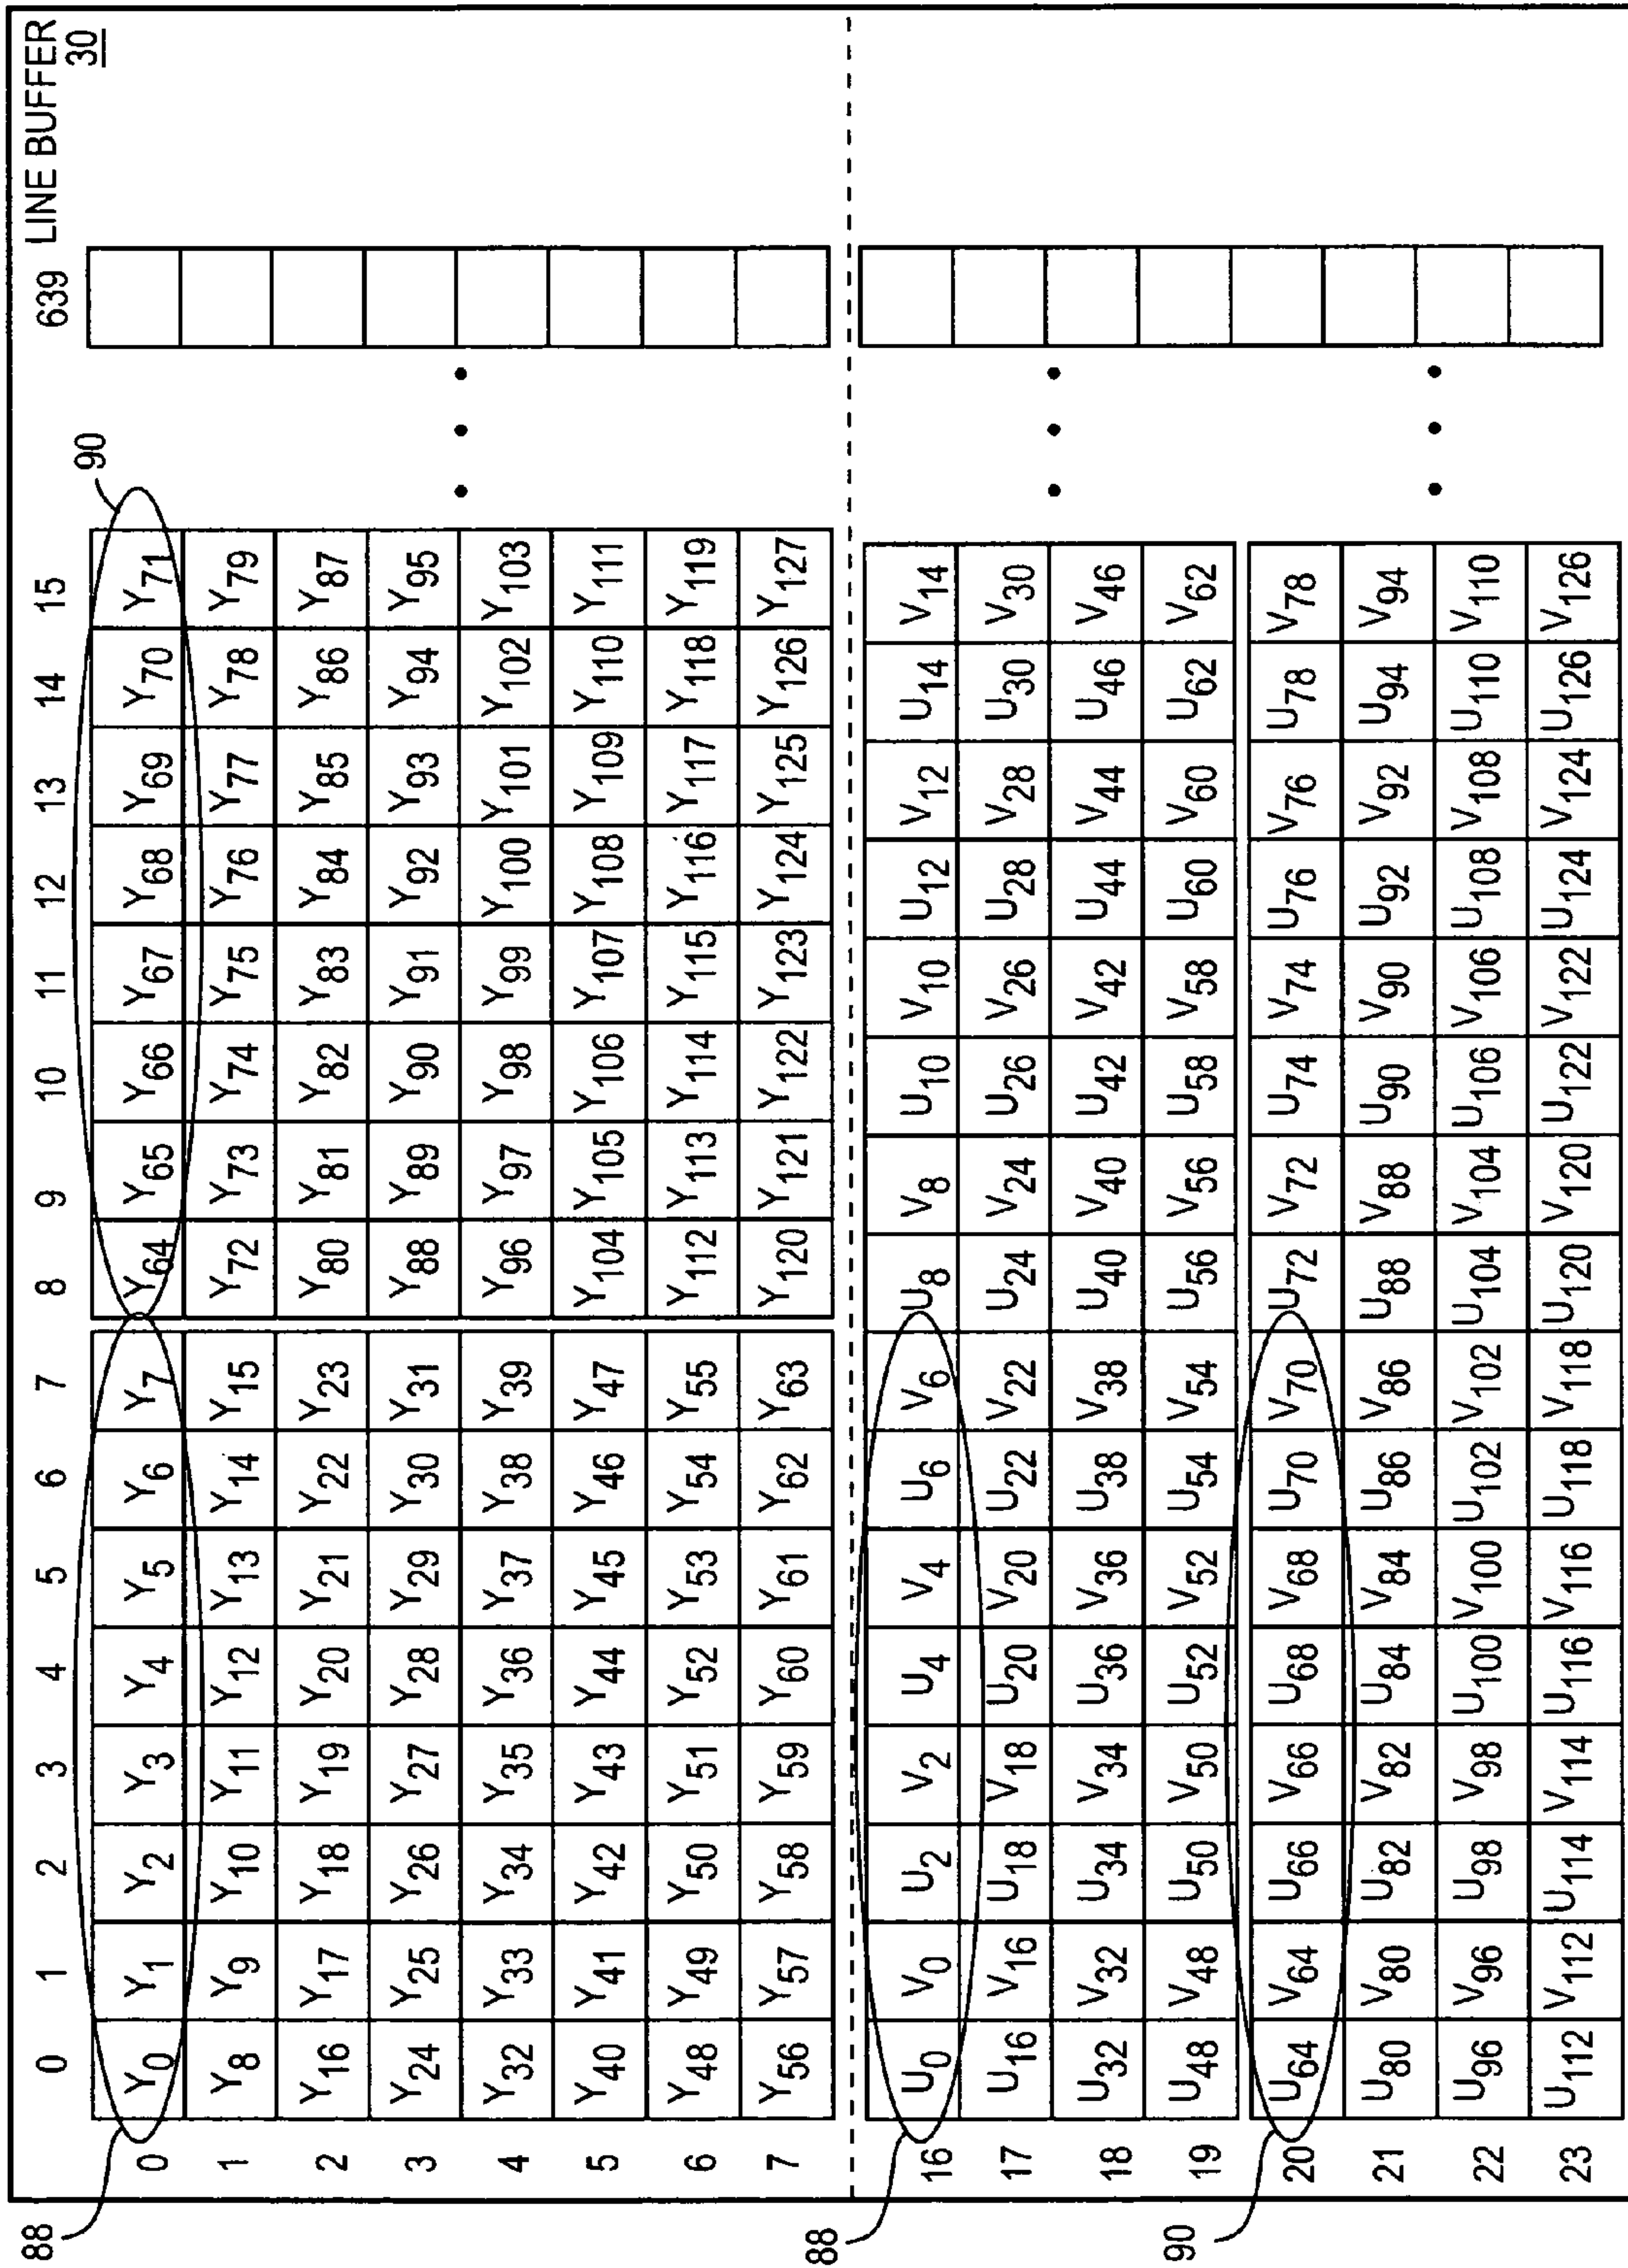 LINE BUFFER
30
0 1 2 3 4 5 6 7 8 9 10 11 12 13 14 15 639
90
88
0 Y0 Y1 Y2 Y3 Y4 Y5 Y6 Y7 Y64 Y65 Y66 Y67 Y68 Y69 Y70 Y71
1 Y8 Y9 Y10 Y11 Y12 Y13 Y14 Y15 Y72 Y73 Y74 Y75 Y76 Y77 Y78 Y79
2 Y16 Y17 Y18 Y19 Y20 Y21 Y22 Y23 Y80 Y81 Y82 Y83 Y84 Y85 Y86 Y87
3 Y24 Y25 Y26 Y27 Y28 Y29 Y30 Y31 Y88 Y89 Y90 Y91 Y92 Y93 Y94 Y95
4 Y32 Y33 Y34 Y35 Y36 Y37 Y38 Y39 Y96 Y97 Y98 Y99 Y100 Y101 Y102 Y103
5 Y40 Y41 Y42 Y43 Y44 Y45 Y46 Y47 Y104 Y105 Y106 Y107 Y108 Y109 Y110 Y111
6 Y48 Y49 Y50 Y51 Y52 Y53 Y54 Y55 Y112 Y113 Y114 Y115 Y116 Y117 Y118 Y119
7 Y56 Y57 Y58 Y59 Y60 Y61 Y62 Y63 Y120 Y121 Y122 Y123 Y124 Y125 Y126 Y127
88
16 U0 V0 U2 V2 U4 V4 U6 V6 U8 V8 U10 V10 U12 V12 U14 V14
17 U16 V16 U18 V18 U20 V20 U22 V22 U24 V24 U26 V26 U28 V28 U30 V30
18 U32 V32 U34 V34 U36 V36 U38 V38 U40 V40 U42 V42 U44 V44 U46 V46
19 U48 V48 U50 V50 U52 V52 U54 V54 U56 V56 U58 V58 U60 V60 U62 V62
90
20 U64 V64 U66 V66 U68 V68 U70 V70 U72 V72 U74 V74 U76 V76 U78 V78
21 U80 V80 U82 V82 U84 V84 U86 V86 U88 V88 U90 V90 U92 V92 U94 V94
22 U96 V96 U98 V98 U100 V100 U102 V102 U104 V104 U106 V106 U108 V108 U110 V110
23 U112 V112 U114 V114 U116 V116 U118 V118 U120 V120 U122 V122 U124 V124 U126 V126